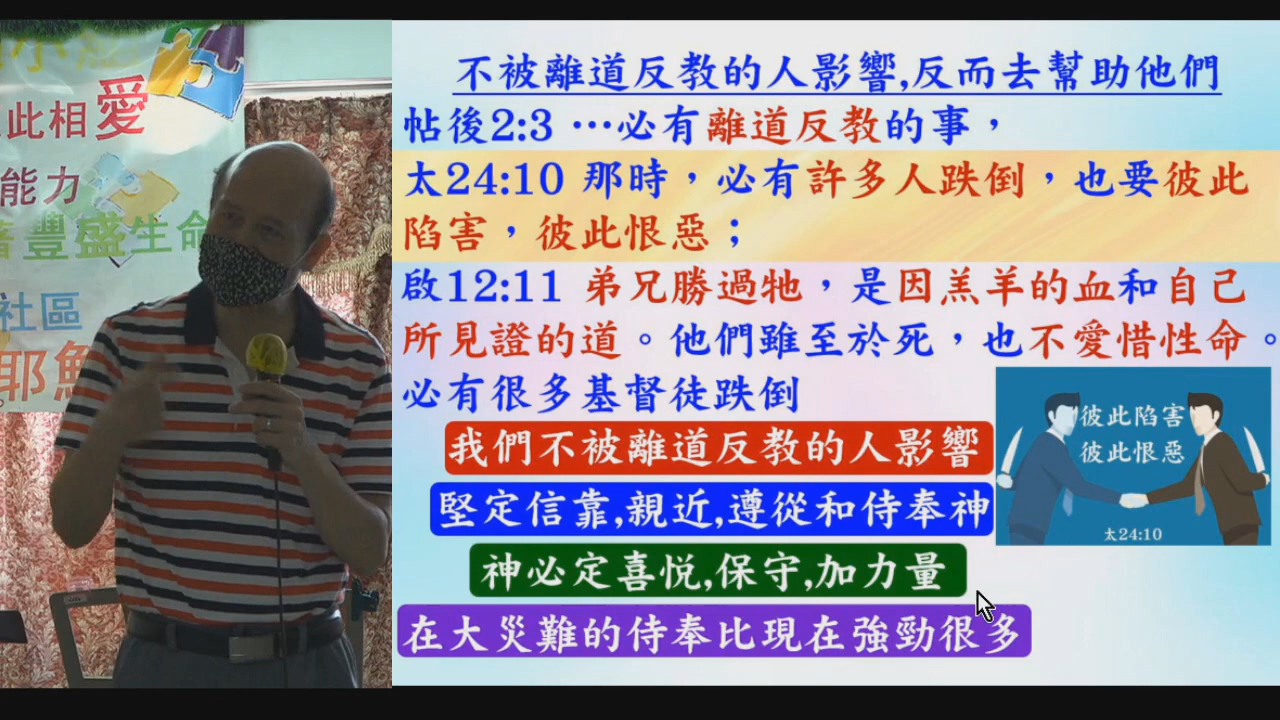 此相愛
能力
豐盛生命
社區
耶穌
不被離道反教的人影響,反而去幫助他們
帖後2:3 …必有離道反教的事，
太24:10 那時，必有許多人跌倒，也要彼此
陷害，彼此恨惡；
啟12:11 弟兄勝過牠，是因羔羊的血和自己
所見證的道。他們雖至於死，也不愛惜性命。
必有很多基督徒跌倒
我們不被離道反教的人影響
堅定信靠,親近,遵從和侍奉神
神必定喜悅,保守,加力量
在大災難的侍奉比現在強勁很多
彼此陷害
彼此恨惡
太24:10